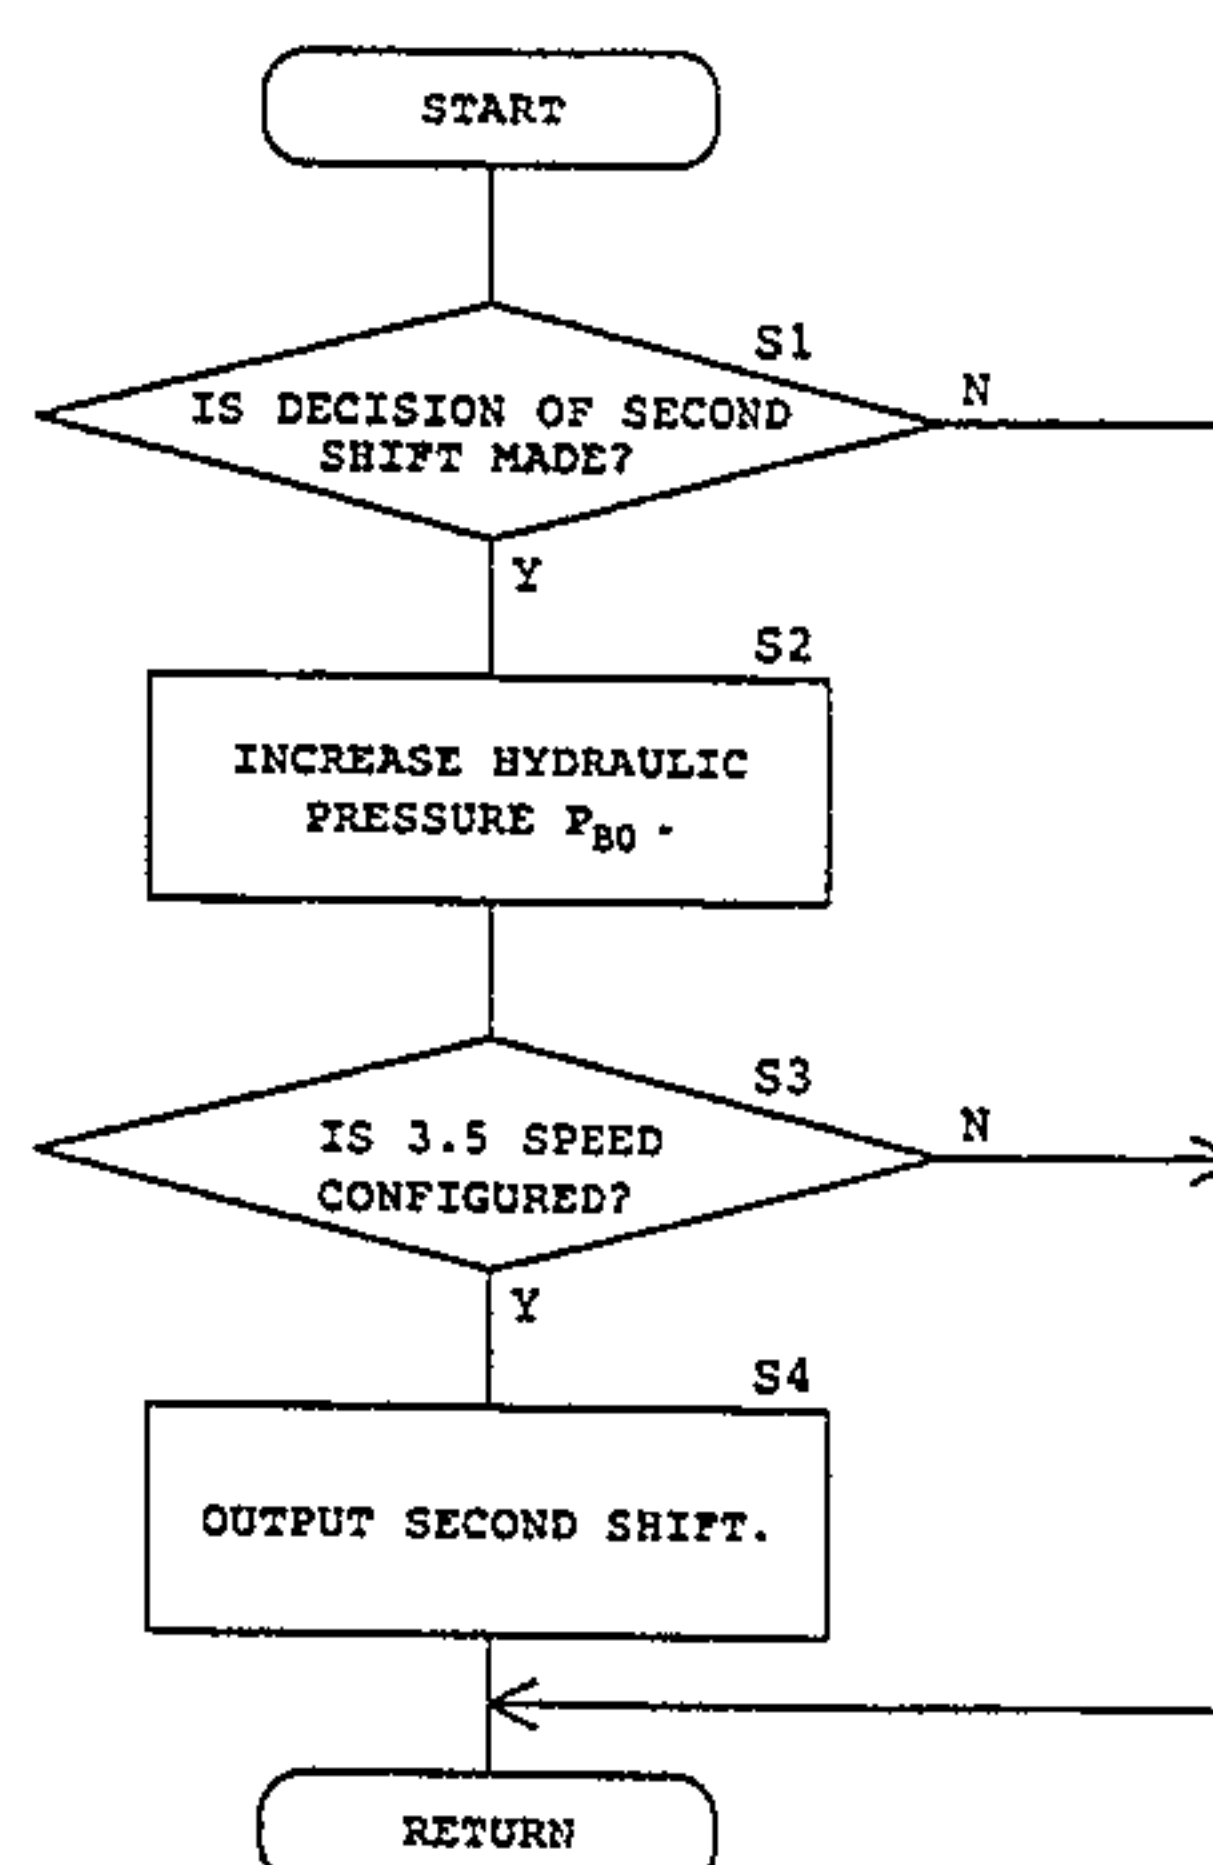 START
S1
N
IS DECISION OF SECOND
SHIFT MADE?
Y
S2
INCREASE HYDRAULIC
PRESSURE PB0.
S3
N
IS 3.5 SPEED
CONFIGURED?
Y
S4
OUTPUT SECOND SHIFT.
RETURN